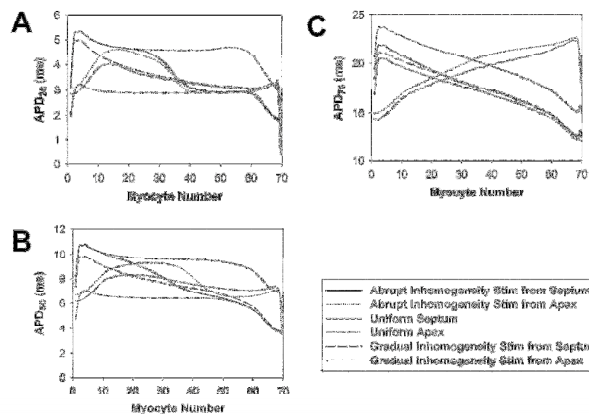 A
6
5
4
3
2
1
0
APD25 (ms)
0 10 20 30 40 50 60 70
Myocyte Number
C
25
20
15
10
APD75 (ms)
0 10 20 30 40 50 60 70
Myocyte Number
B
12
10
8
6
4
2
0
APD50 (ms)
0 10 20 30 40 50 60 70
Myocyte Number
Abrupt Inhomogeneity Stim from Septum
Abrupt Inhomogeneity Stim from Apex
Uniform Septum
Uniform Apex
Gradual Inhomogeneity Stim from Septum
Gradual Inhomogeneity Stim from Apex